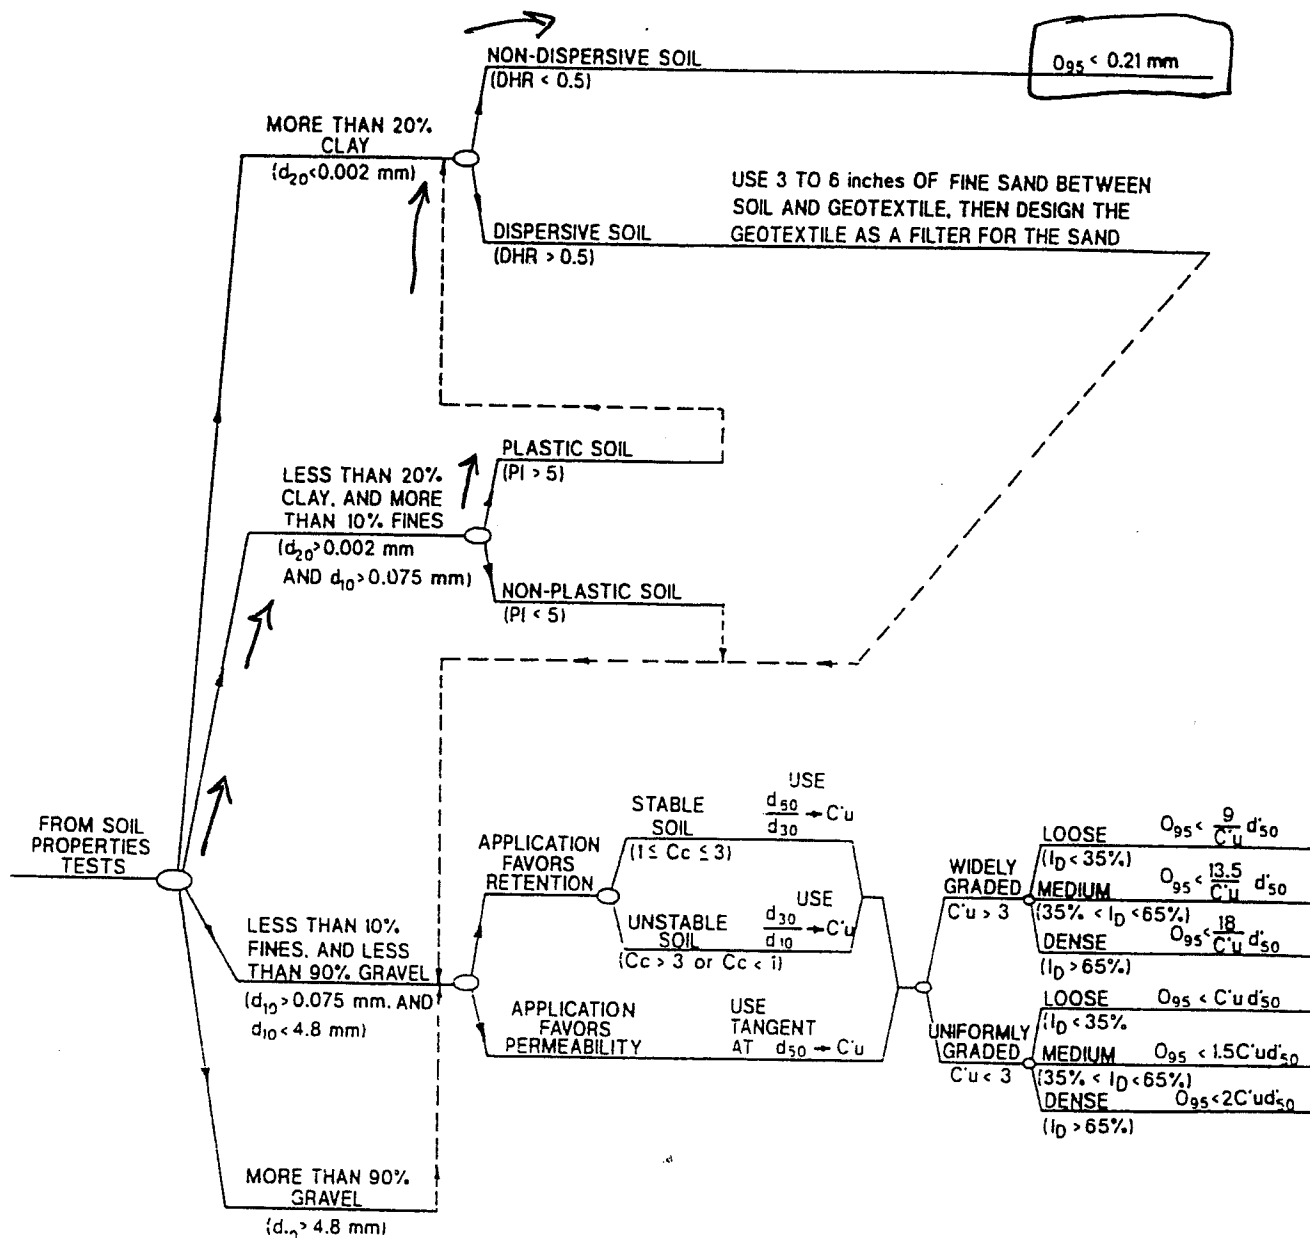 NON-DISPERSIVE SOIL
(DHR < 0.5)
O95 < 0.21 mm
MORE THAN 20%
CLAY
(d20<0.002 mm)
USE 3 TO 6 inches OF FINE SAND BETWEEN
SOIL AND GEOTEXTILE, THEN DESIGN THE
GEOTEXTILE AS A FILTER FOR THE SAND
DISPERSIVE SOIL
(DHR > 0.5)
PLASTIC SOIL
(PI > 5)
LESS THAN 20%
CLAY, AND MORE
THAN 10% FINES
(d20>0.002 mm
AND d10>0.075 mm)
NON-PLASTIC SOIL
(PI < 5)
FROM SOIL
PROPERTIES
TESTS
LESS THAN 10%
FINES, AND LESS
THAN 90% GRAVEL
(d10>0.075 mm. AND
d10<4.8 mm)
APPLICATION
FAVORS
RETENTION
STABLE
SOIL
(1 ≤ Cc ≤ 3)
USE
d50
d30 → C'u
UNSTABLE
SOIL
(Cc > 3 or Cc < 1)
USE
d30
d10 → C'u
APPLICATION
FAVORS
PERMEABILITY
USE
TANGENT
AT d50 → C'u
WIDELY
GRADED
C'u > 3
LOOSE O95 < 9/C'u d'50
(ID < 35%)
MEDIUM O95 < 13.5/C'u d'50
(35% < ID < 65%)
DENSE O95 < 18/C'u d'50
(ID > 65%)
UNIFORMLY
GRADED
C'u < 3
LOOSE O95 < C'u d'50
(ID < 35%
MEDIUM O95 < 1.5C'ud'50
(35% < ID < 65%)
DENSE O95<2C'ud'50
(ID > 65%)
MORE THAN 90%
GRAVEL
> 4.8 mm)